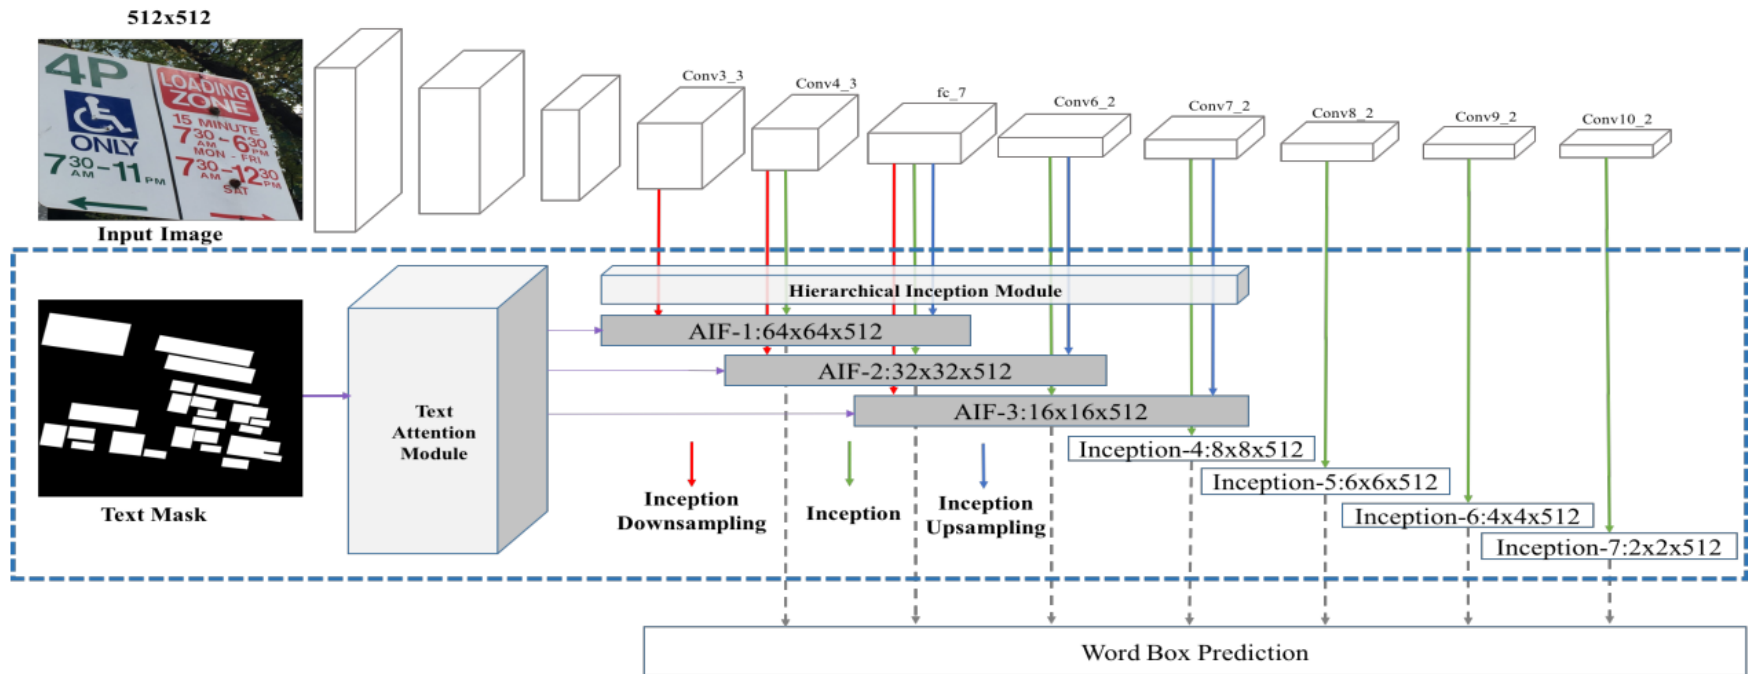 512x512
4P
ONLY
7 30 AM - 11 PM
LOADING
ZONE
15 MINUTE
7 30 AM - 6 30 PM
MON - FRI
7 30 AM - 12 30 PM
SAT
Input Image
Conv3_3
Conv4_3
fc_7
Conv6_2
Conv7_2
Conv8_2
Conv9_2
Conv10_2
Hierarchical Inception Module
AIF-1:64x64x512
AIF-2:32x32x512
AIF-3:16x16x512
Inception-4:8x8x512
Inception-5:6x6x512
Inception-6:4x4x512
Inception-7:2x2x512
Text
Attention
Module
Text Mask
Inception
Downsampling
Inception
Inception
Upsampling
Word Box Prediction